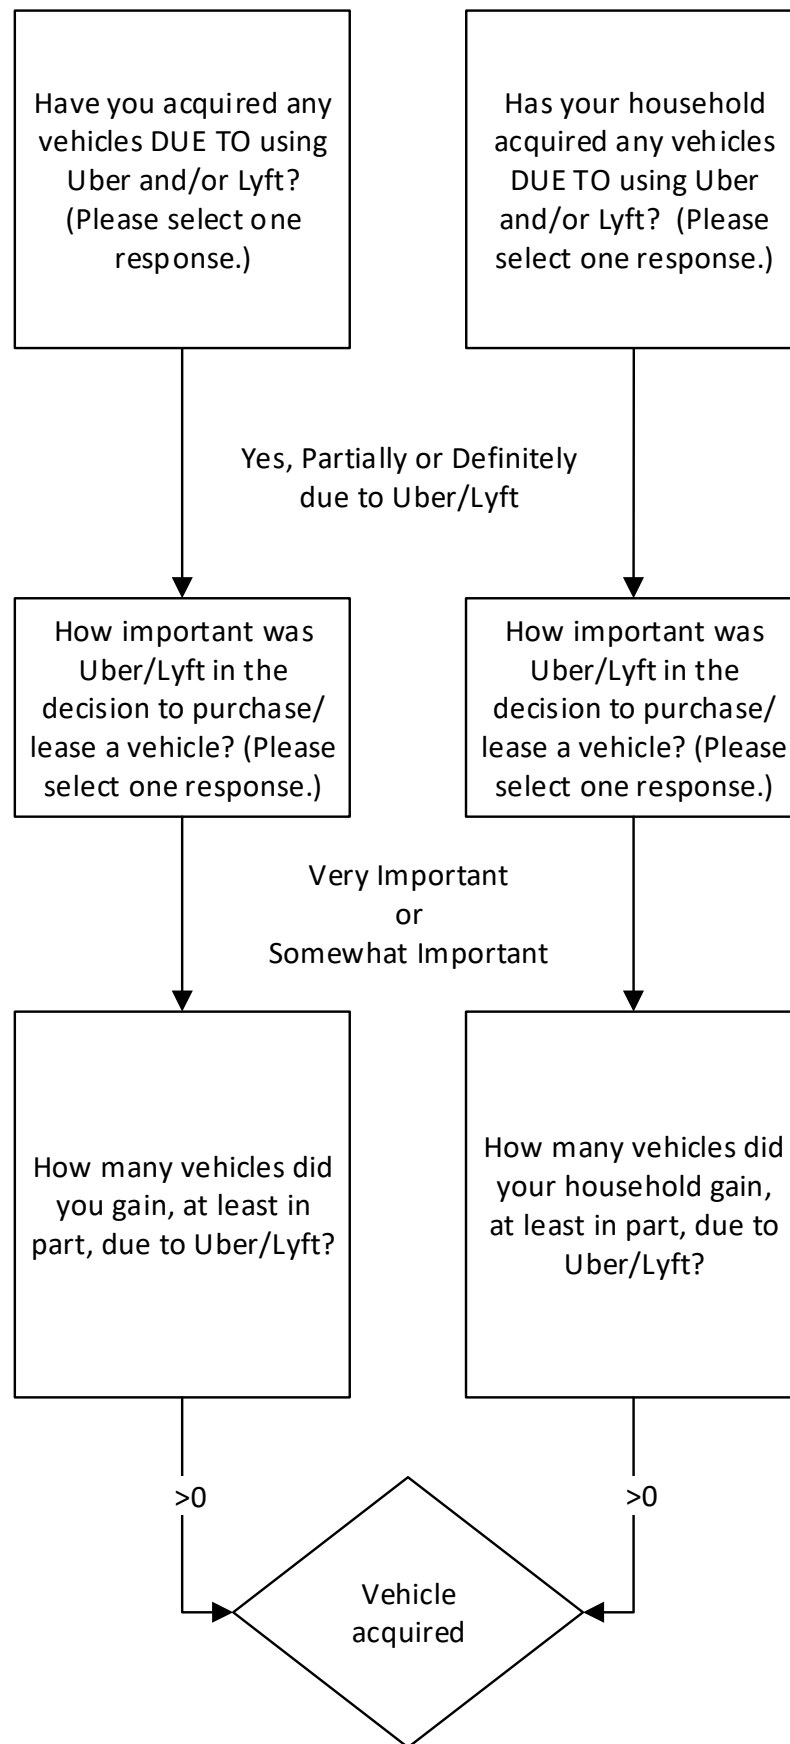 Have you acquired any
vehicles DUE TO using
Uber and/or Lyft?
(Please select one
response.)
Has your household
acquired any vehicles
DUE TO using Uber
and/or Lyft?  (Please
select one response.)
Yes, Partially or Definitely
due to Uber/Lyft
How important was
Uber/Lyft in the
decision to purchase/
lease a vehicle? (Please
select one response.)
How important was
Uber/Lyft in the
decision to purchase/
lease a vehicle? (Please
select one response.)
Very Important
or
Somewhat Important
How many vehicles did
you gain, at least in
part, due to Uber/Lyft?
How many vehicles did
your household gain,
at least in part, due to
Uber/Lyft?
>0
>0
Vehicle
acquired